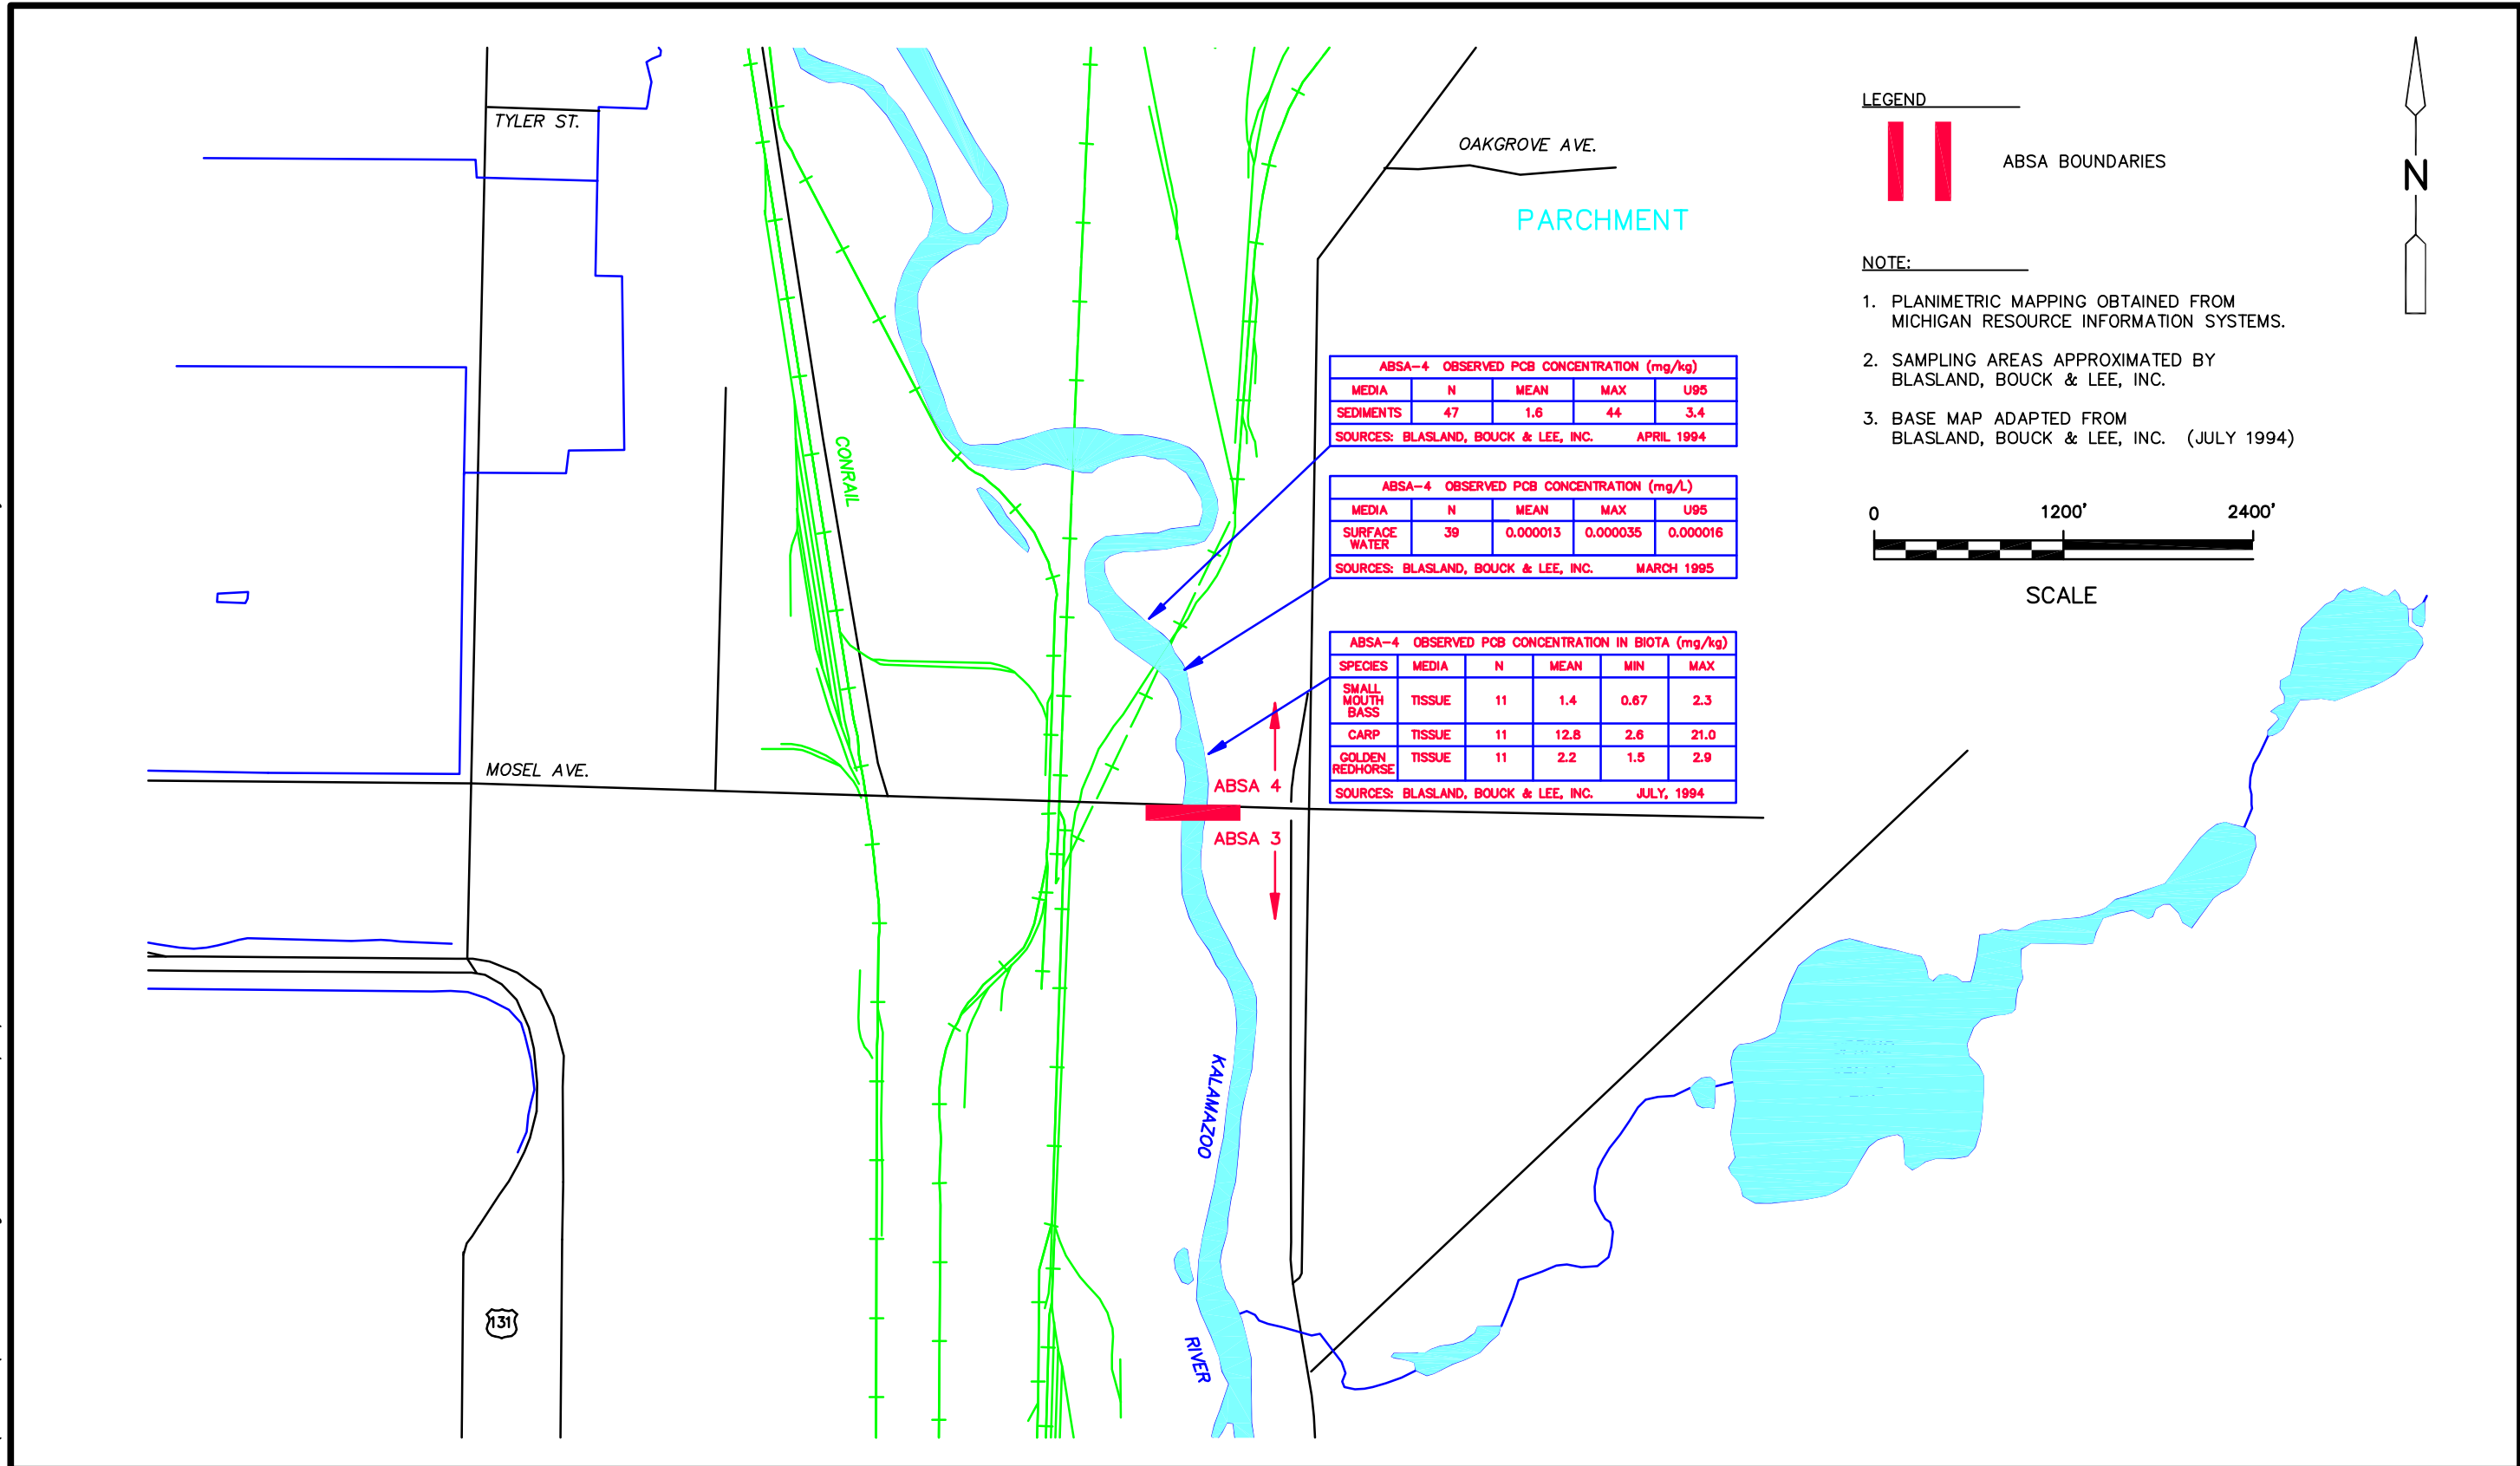 TYLER ST.
OAKGROVE AVE.
PARCHMENT
LEGEND
ABSA BOUNDARIES
N
NOTE:
1. PLANIMETRIC MAPPING OBTAINED FROM
MICHIGAN RESOURCE INFORMATION SYSTEMS.
2. SAMPLING AREAS APPROXIMATED BY
BLASLAND, BOUCK & LEE, INC.
3. BASE MAP ADAPTED FROM
BLASLAND, BOUCK & LEE, INC. (JULY 1994)
0 1200' 2400'
SCALE
CONRAIL
ABSA-4 OBSERVED PCB CONCENTRATION (mg/kg)
MEDIA N MEAN MAX U95
SEDIMENTS 47 1.6 44 3.4
SOURCES: BLASLAND, BOUCK & LEE, INC. APRIL 1994
ABSA-4 OBSERVED PCB CONCENTRATION (mg/L)
MEDIA N MEAN MAX U95
SURFACE WATER 39 0.000013 0.000035 0.000016
SOURCES: BLASLAND, BOUCK & LEE, INC. MARCH 1995
ABSA-4 OBSERVED PCB CONCENTRATION IN BIOTA (mg/kg)
SPECIES MEDIA N MEAN MIN MAX
SMALL MOUTH BASS TISSUE 11 1.4 0.67 2.3
CARP TISSUE 11 12.8 2.6 21.0
GOLDEN REDHORSE TISSUE 11 2.2 1.5 2.9
SOURCES: BLASLAND, BOUCK & LEE, INC. JULY, 1994
MOSEL AVE.
ABSA 4
ABSA 3
KALAMAZOO
RIVER
131